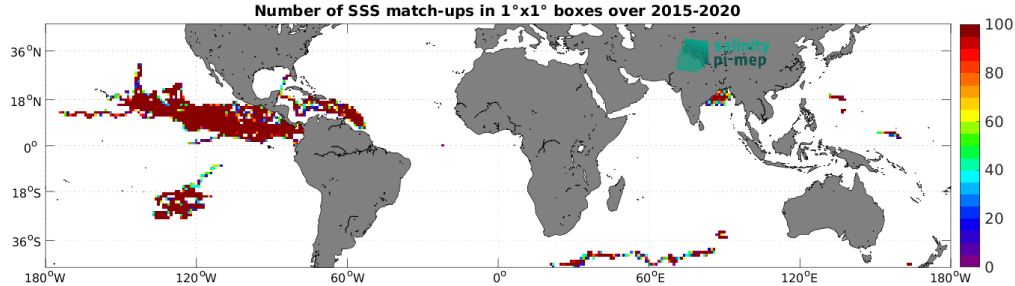 Number of SSS match-ups in 1°x1° boxes over 2015-2020
salinity
pi-mep
36°N
18°N
0°
18°S
36°S
180°W
120°W
60°W
0°
60°E
120°E
180°W
100
80
60
40
20
0